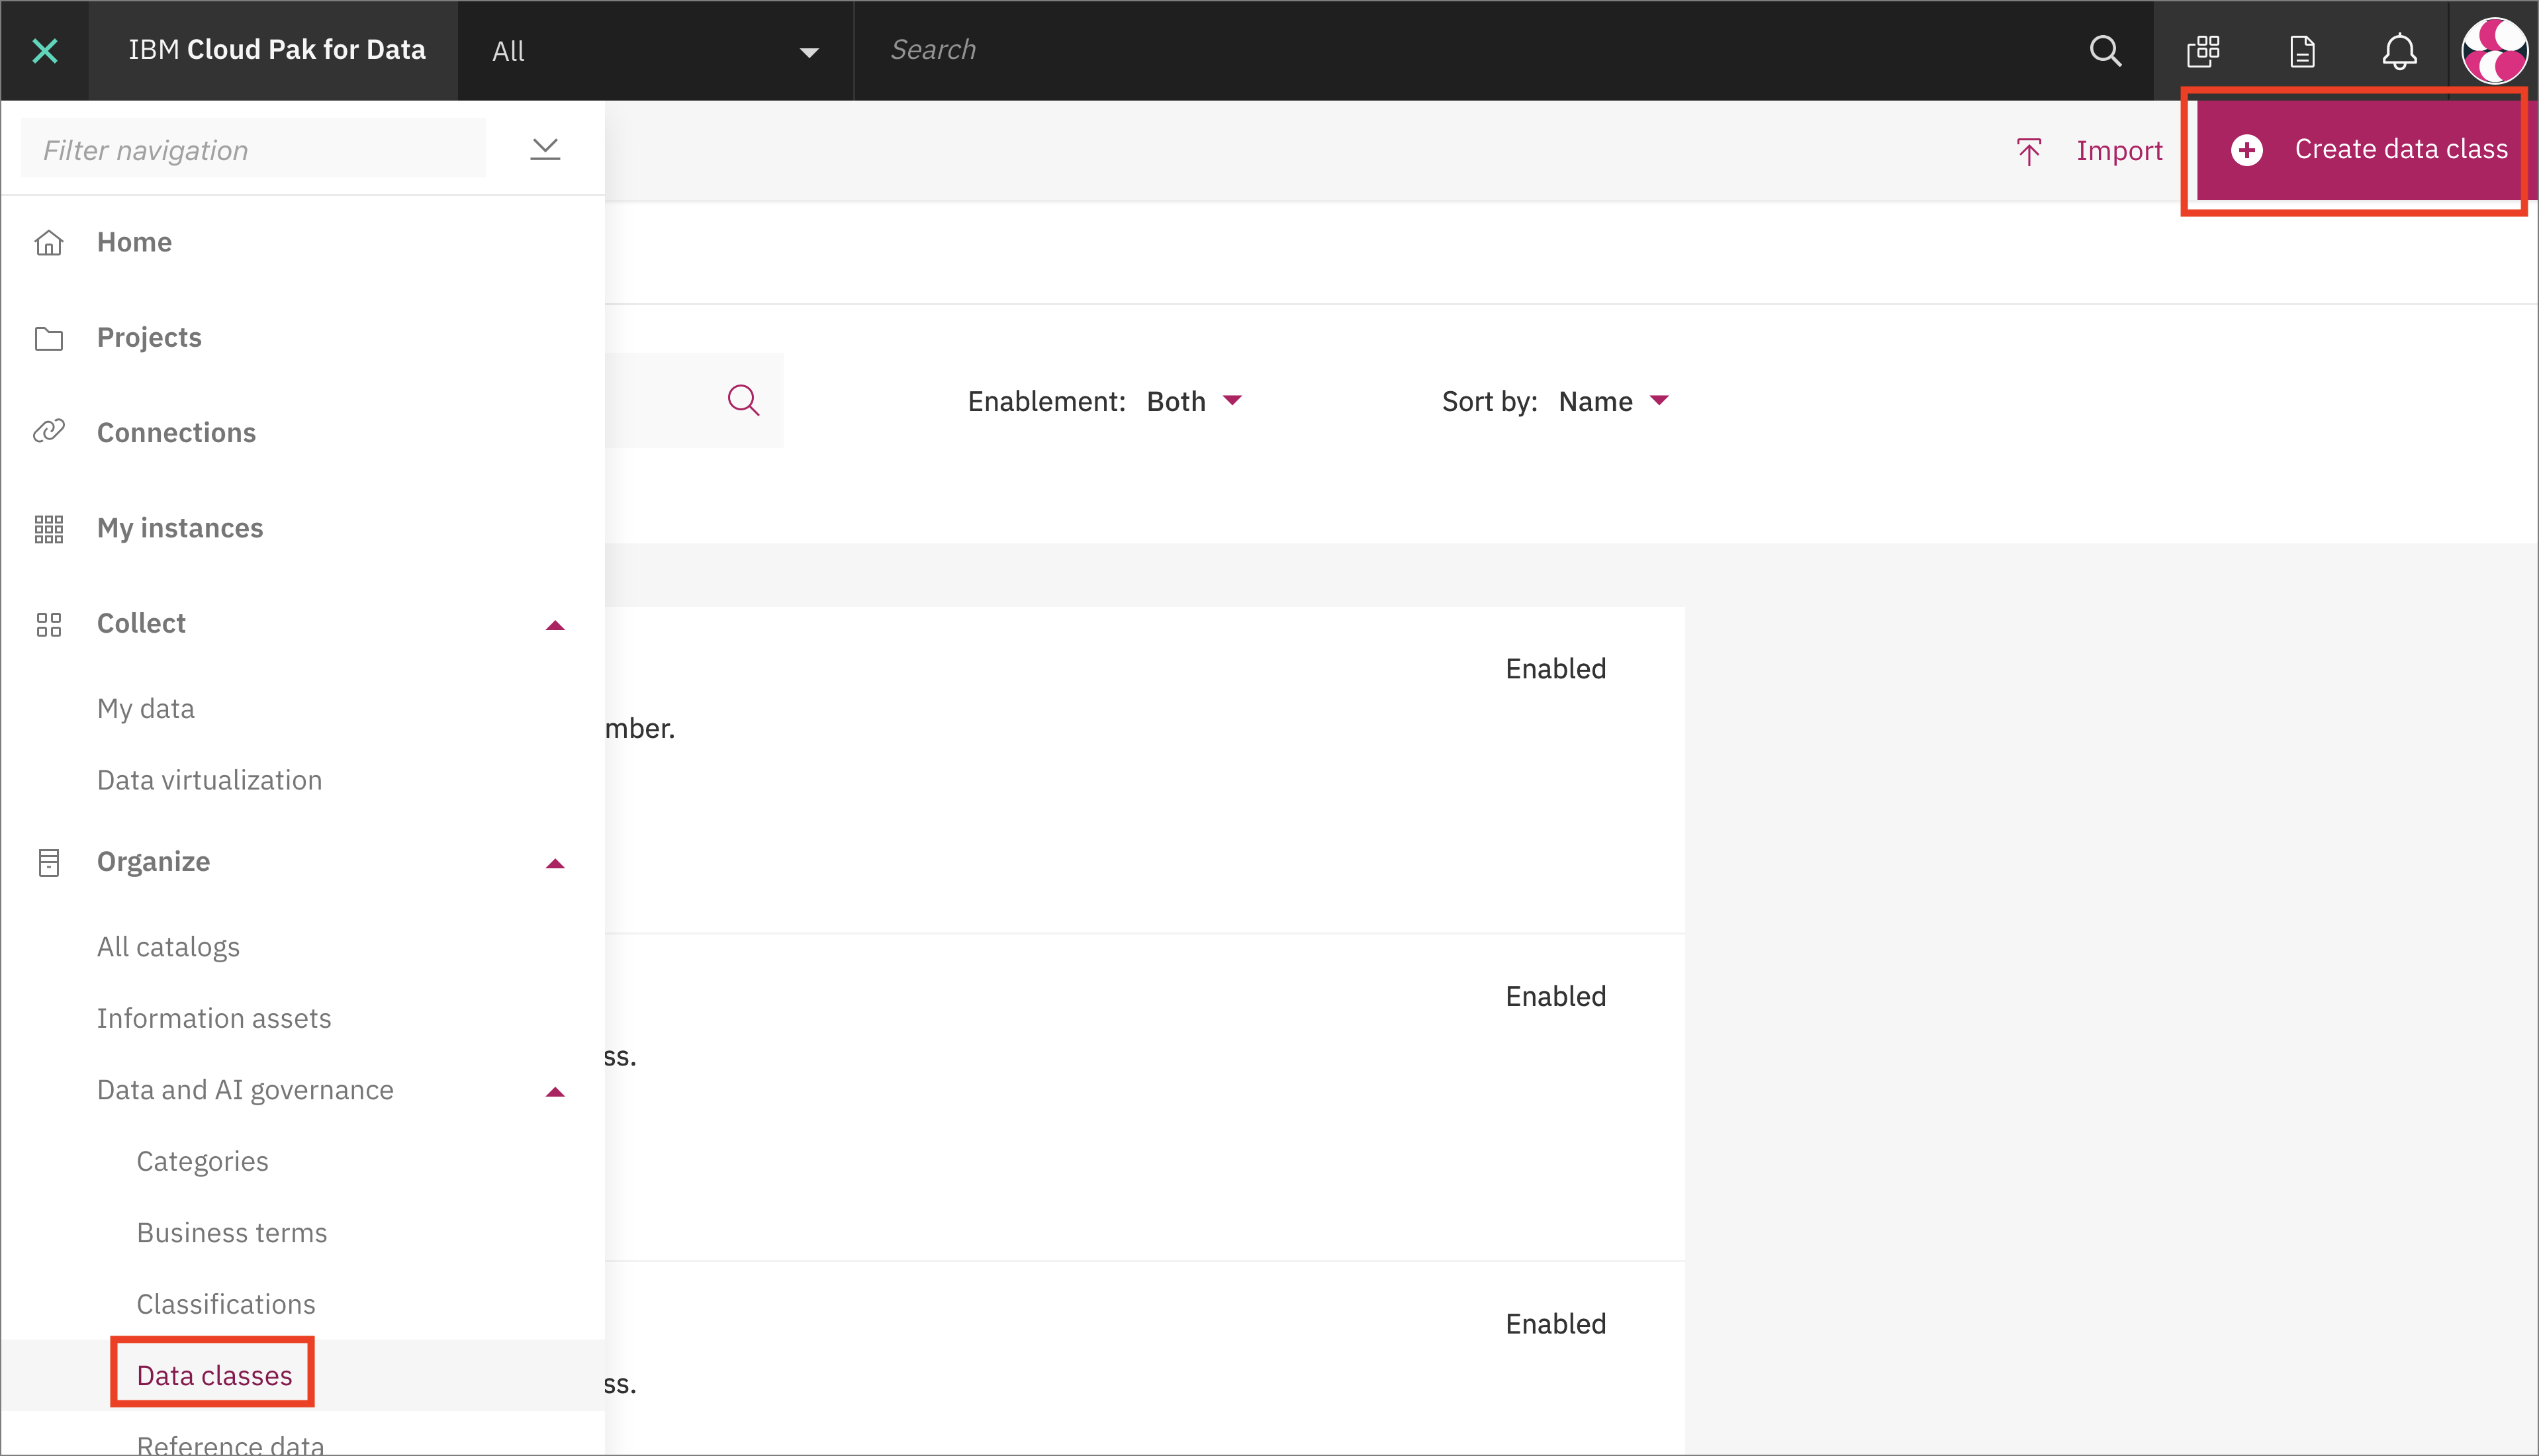 IBM Cloud Pak for Data
All
Search
Filter navigation
Import
Create data class
Home
Projects
Connections
My instances
Collect
My data
Data virtualization
Organize
All catalogs
Information assets
Data and AI governance
Categories
Business terms
Classifications
Data classes
Reference data
Enablement: Both
Sort by: Name
Enabled
mber.
Enabled
ss.
Enabled
ss.